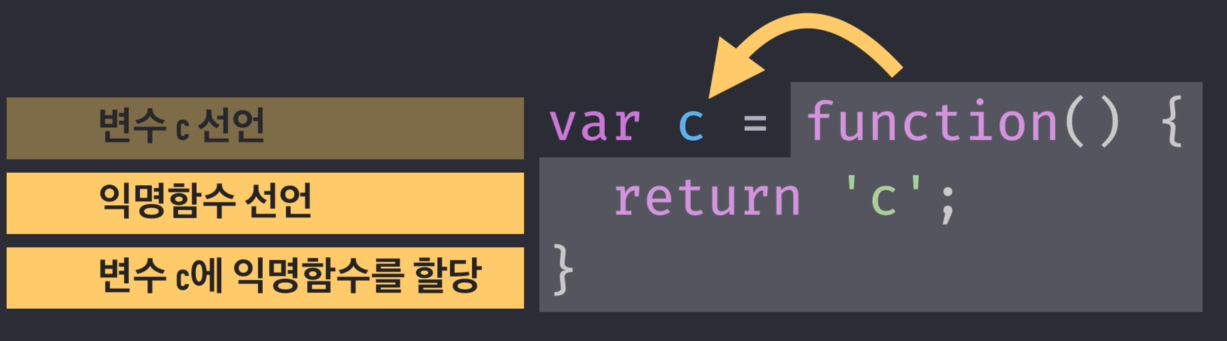 변수 c 선언
익명함수 선언
변수 c에 익명함수를 할당
var c = function() {
return 'c';
}